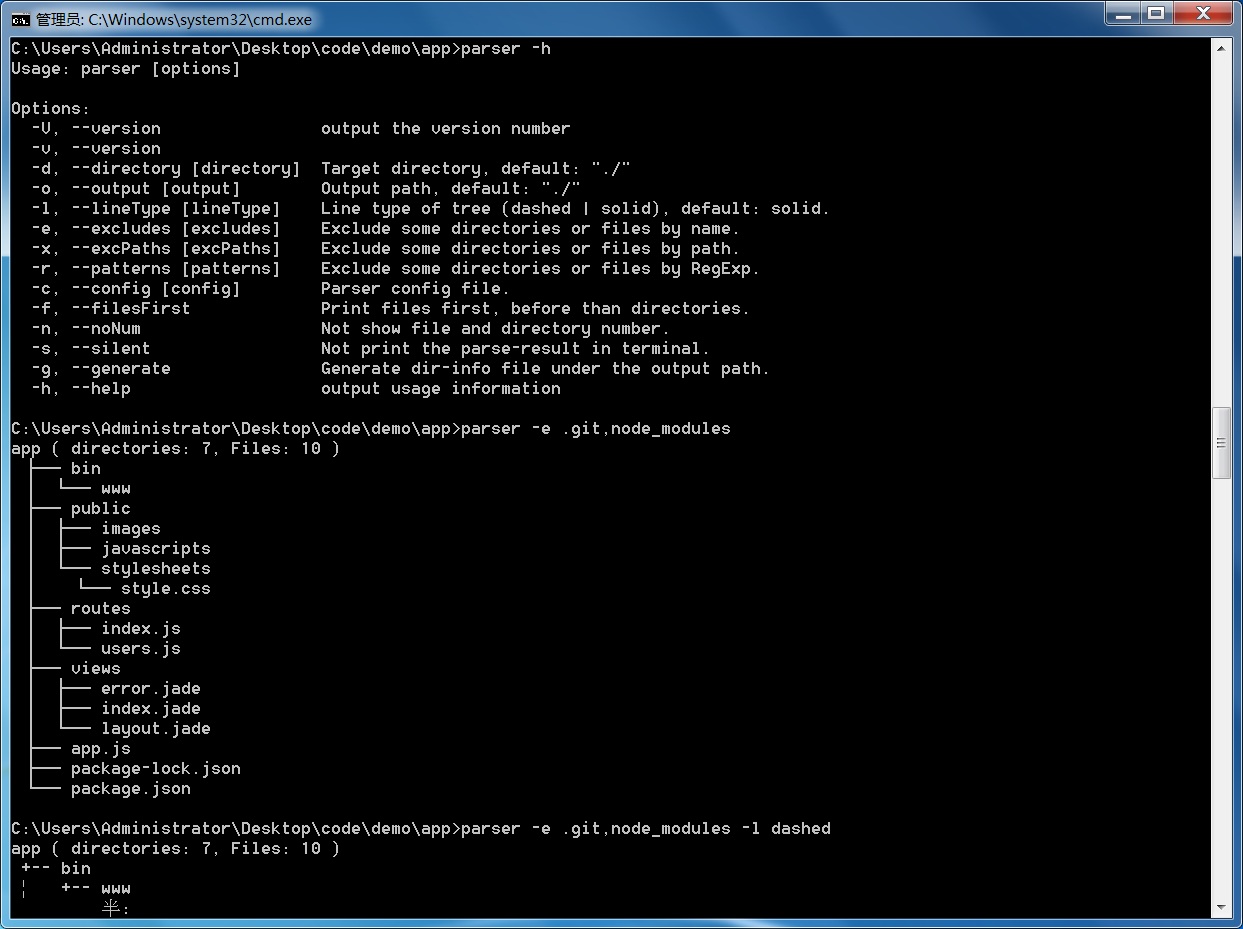 管理员: C:\Windows\system32\cmd.exe
C:\Users\Administrator\Desktop\code\demo\app>parser -h
Usage: parser [options]

Options:
  -V, --version                output the version number
  -v, --version
  -d, --directory [directory]  Target directory, default: "./"
  -o, --output [output]        Output path, default: "./"
  -l, --lineType [lineType]    Line type of tree (dashed | solid), default: solid.
  -e, --excludes [excludes]    Exclude some directories or files by name.
  -x, --excPaths [excPaths]    Exclude some directories or files by path.
  -r, --patterns [patterns]    Exclude some directories or files by RegExp.
  -c, --config [config]        Parser config file.
  -f, --filesFirst             Print files first, before than directories.
  -n, --noNum                  Not show file and directory number.
  -s, --silent                 Not print the parse-result in terminal.
  -g, --generate               Generate dir-info file under the output path.
  -h, --help                   output usage information

C:\Users\Administrator\Desktop\code\demo\app>parser -e .git,node_modules
app ( directories: 7, Files: 10 )
  ├── bin
  │   └── www
  ├── public
  │   ├── images
  │   ├── javascripts
  │   └── stylesheets
  │     └── style.css
  ├── routes
  │   ├── index.js
  │   └── users.js
  ├── views
  │   ├── error.jade
  │   ├── index.jade
  │   └── layout.jade
  ├── app.js
  ├── package-lock.json
  └── package.json

C:\Users\Administrator\Desktop\code\demo\app>parser -e .git,node_modules -l dashed
app ( directories: 7, Files: 10 )
 +-- bin
 ¦   +-- www
半: